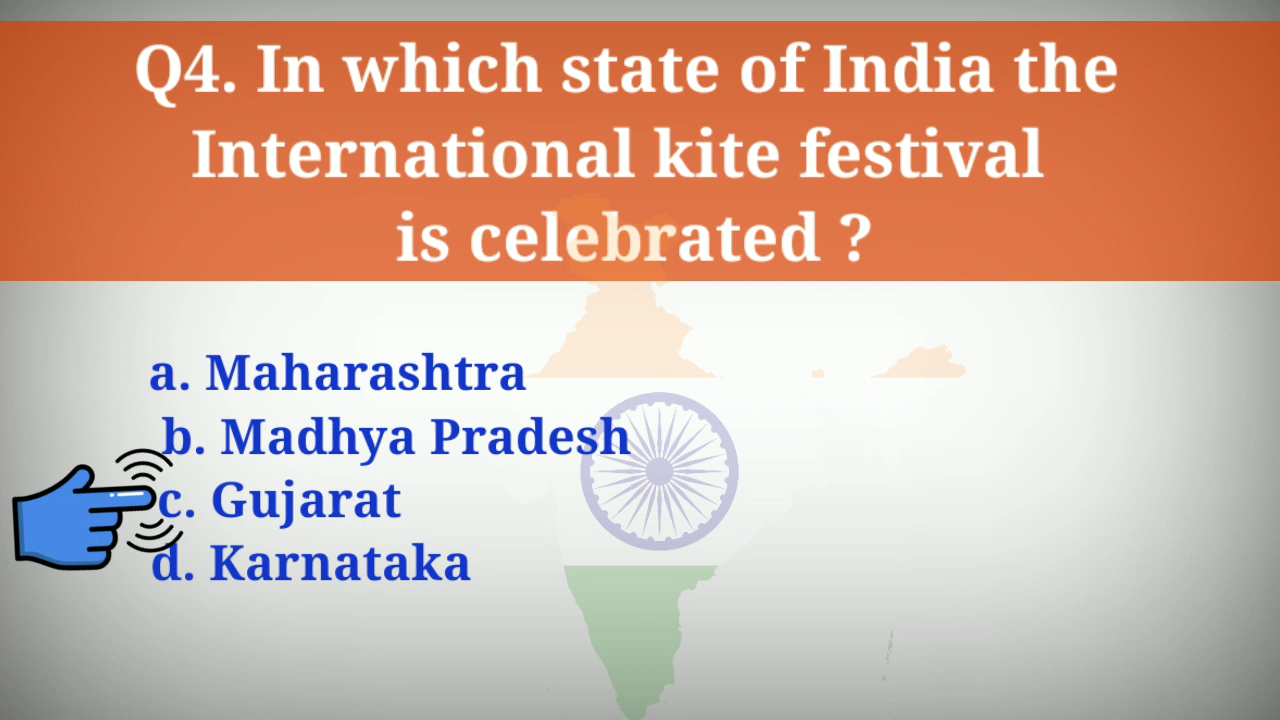 Q4. In which state of India the
International kite festival
is celebrated ?
a. Maharashtra
b. Madhya Pradesh
c. Gujarat
d. Karnataka